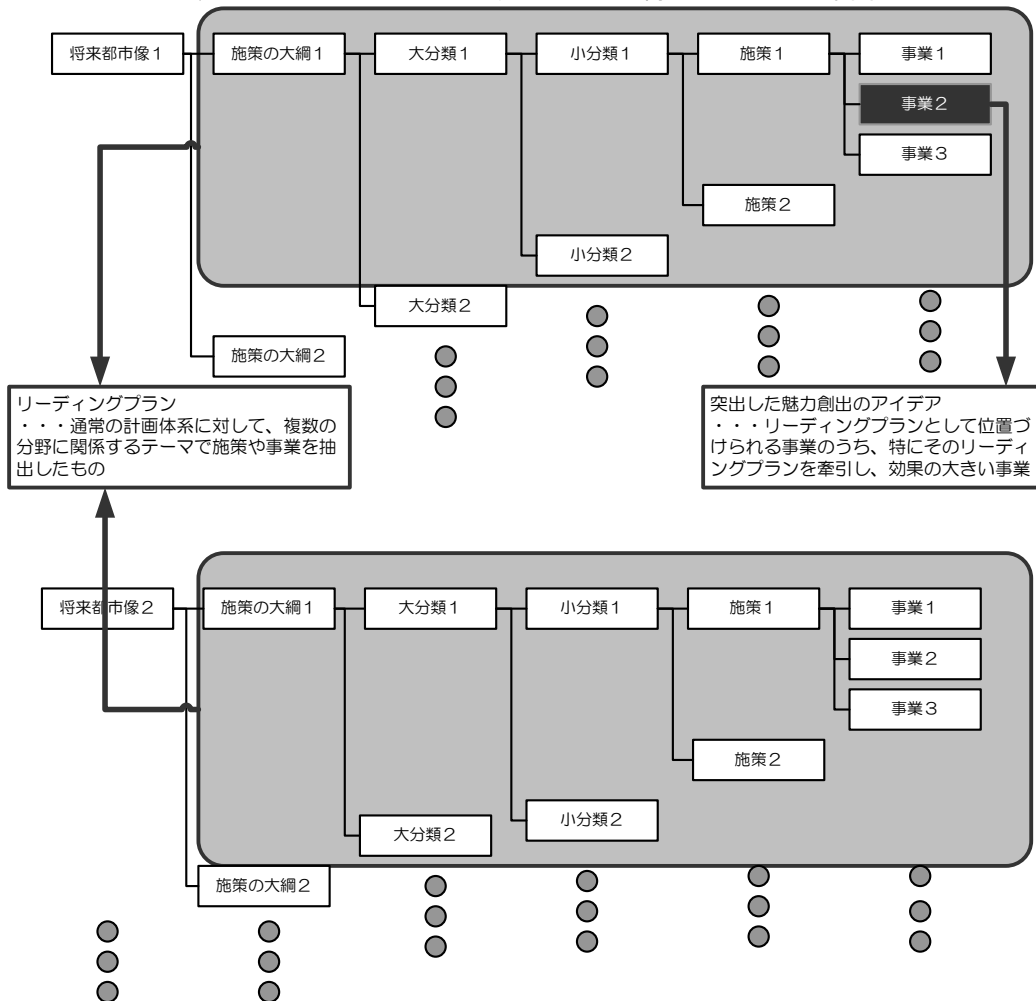 将来都市像１
施策の大綱１
大分類１
小分類１
施策１
事業１
事業２
事業３
施策２
小分類２
大分類２
施策の大綱２
リーディングプラン
・・・通常の計画体系に対して、複数の
分野に関係するテーマで施策や事業を抽
出したもの
突出した魅力創出のアイデア
・・・リーディングプランとして位置づ
けられる事業のうち、特にそのリーディ
ングプランを牽引し、効果の大きい事業
将来都市像２
施策の大綱１
大分類１
小分類１
施策１
事業１
事業２
事業３
施策２
小分類２
大分類２
施策の大綱２